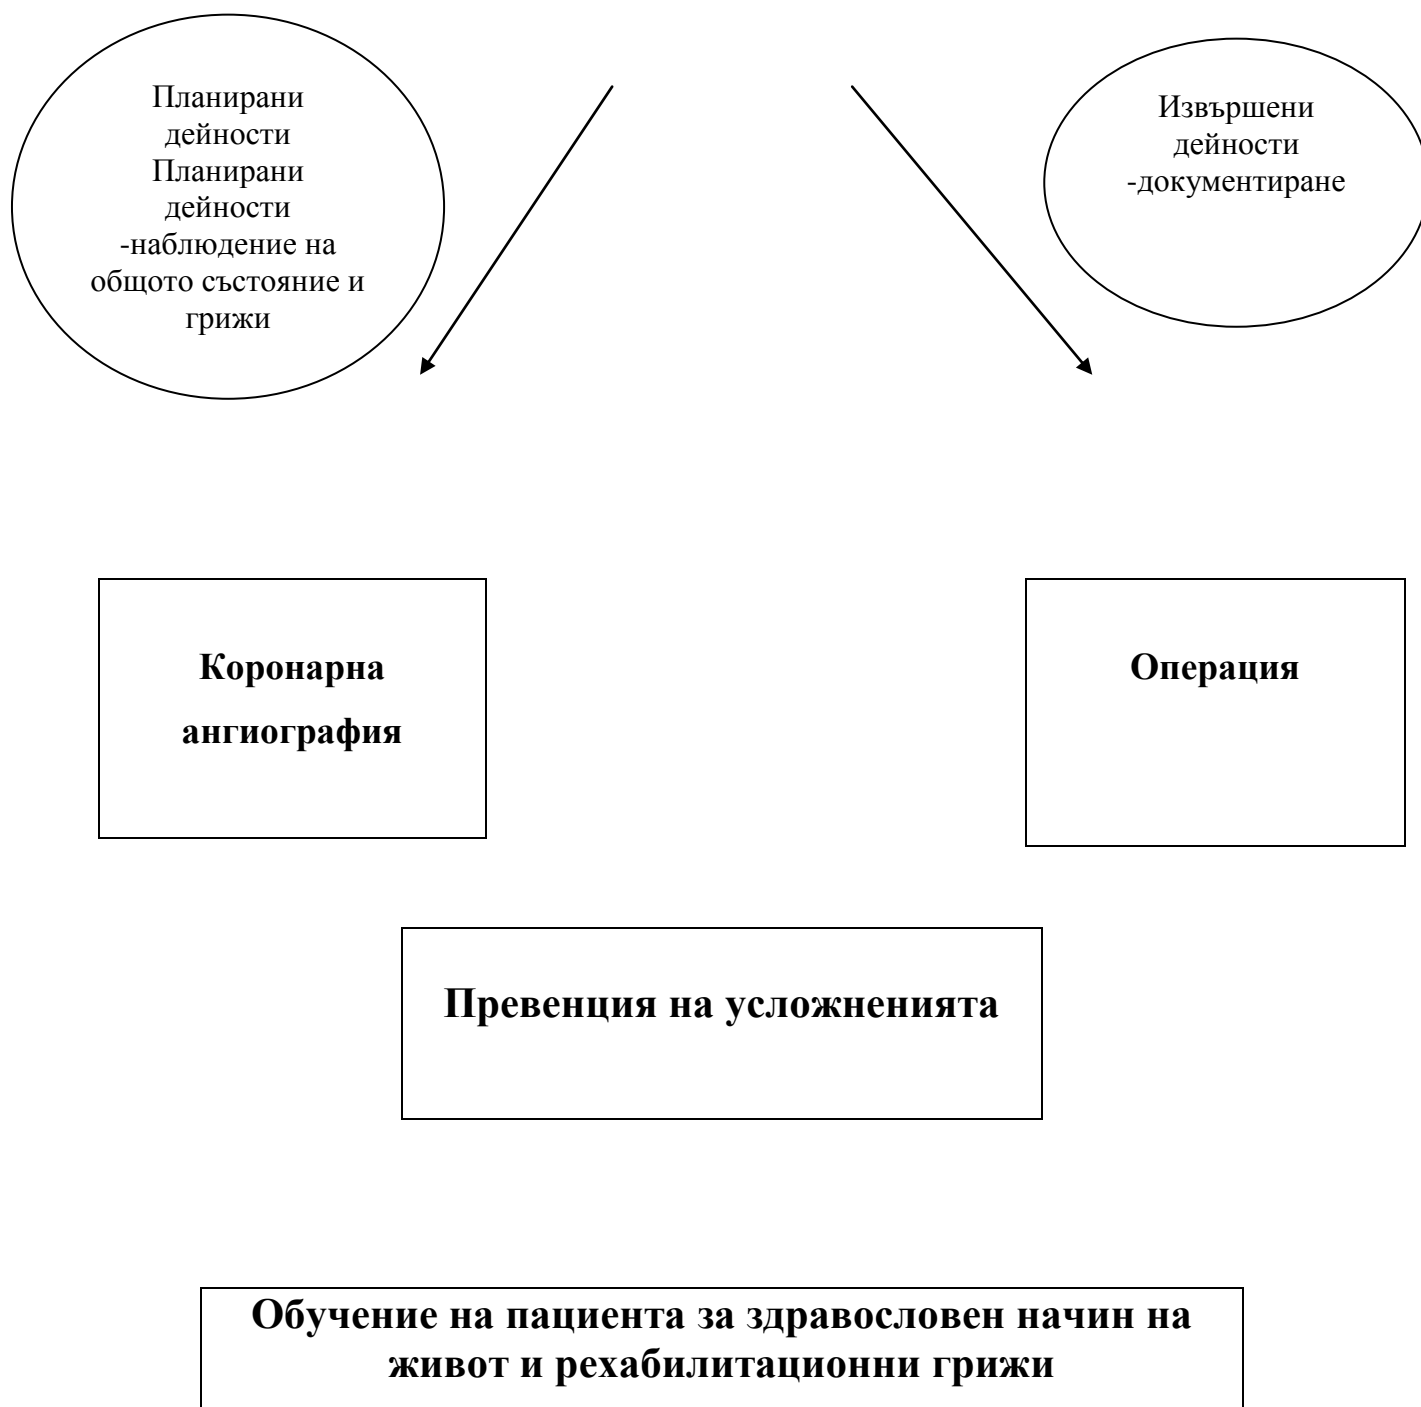 Планирани
дейности
Планирани
дейности
-наблюдение на
общото състояние и
грижи
Извършени
дейности
-документиране
Коронарна
ангиография
Операция
Превенция на усложненията
Обучение на пациента за здравословен начин на
живот и рехабилитационни грижи